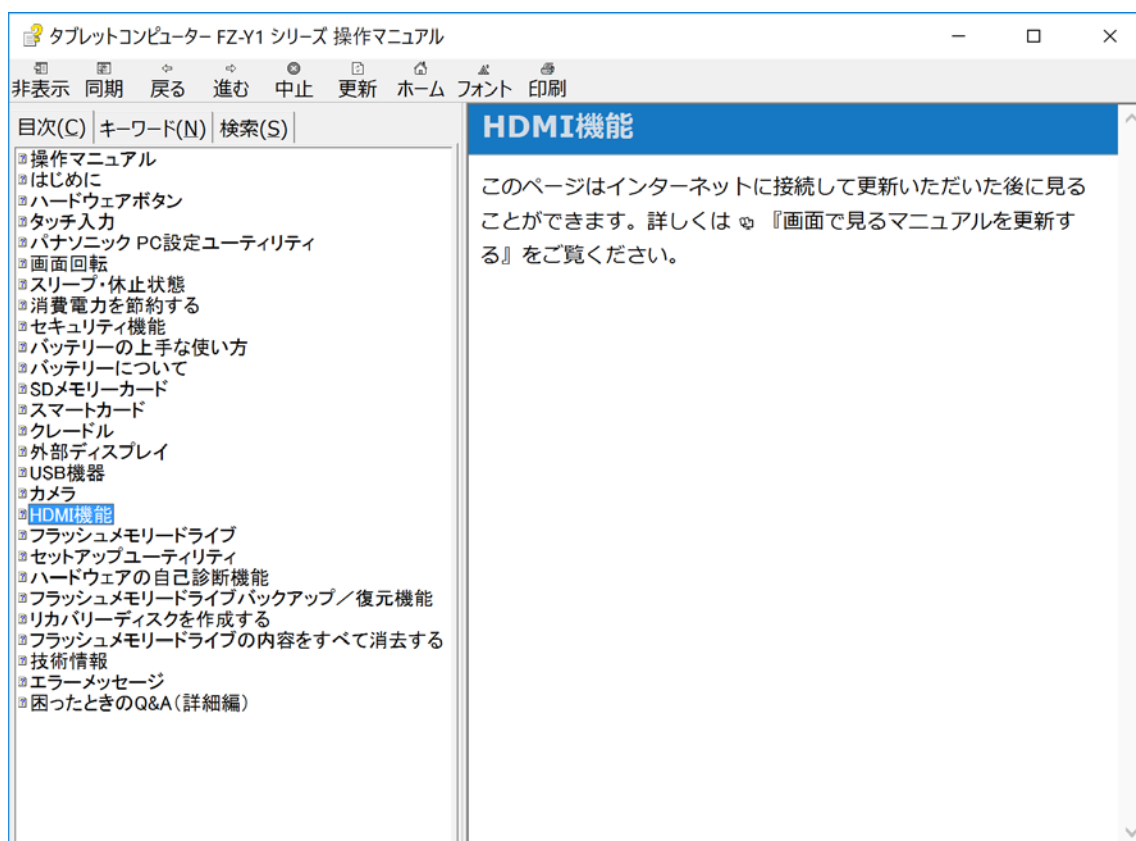 タブレットコンピューター FZ-Y1 シリーズ 操作マニュアル
非表示 同期 戻る 進む 中止 更新 ホーム フォント 印刷
目次(C) キーワード(N) 検索(S)
操作マニュアル
はじめに
ハードウェアボタン
タッチ入力
パナソニック PC設定ユーティリティ
画面回転
スリープ・休止状態
消費電力を節約する
セキュリティ機能
バッテリーの上手な使い方
バッテリーについて
SDメモリーカード
スマートカード
クレードル
外部ディスプレイ
USB機器
カメラ
HDMI機能
フラッシュメモリードライブ
セットアップユーティリティ
ハードウェアの自己診断機能
フラッシュメモリードライブバックアップ／復元機能
リカバリーディスクを作成する
フラッシュメモリードライブの内容をすべて消去する
技術情報
エラーメッセージ
困ったときのQ&A（詳細編）
HDMI機能
このページはインターネットに接続して更新いただいた後に見る
ことができます。詳しくは 『画面で見るマニュアルを更新す
る』をご覧ください。